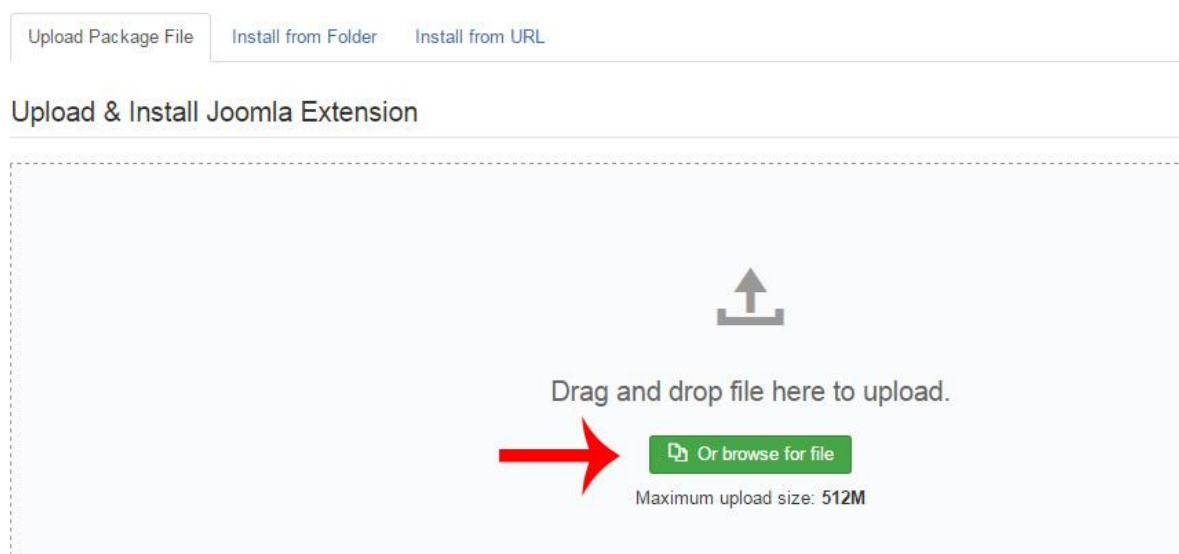 Upload Package File Install from Folder Install from URL
Upload & Install Joomla Extension
Drag and drop file here to upload.
Or browse for file
Maximum upload size: 512M